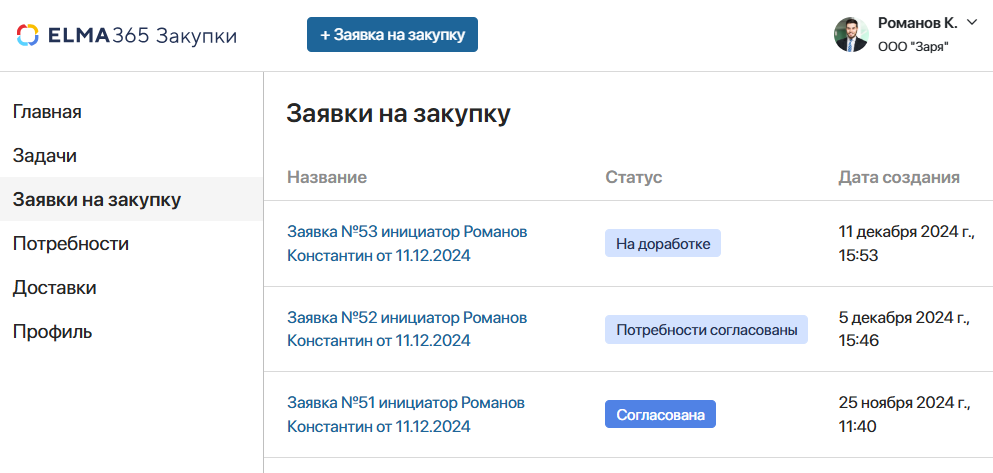 ELMA365 Закупки
+ Заявка на закупку
Романов К.
ООО "Заря"
Главная
Задачи
Заявки на закупку
Потребности
Доставки
Профиль
Заявки на закупку
Название Статус Дата создания
Заявка №53 инициатор Романов
Константин от 11.12.2024
На доработке
11 декабря 2024 г.,
15:53
Заявка №52 инициатор Романов
Константин от 11.12.2024
Потребности согласованы
5 декабря 2024 г.,
15:46
Заявка №51 инициатор Романов
Константин от 11.12.2024
Согласована
25 ноября 2024 г.,
11:40